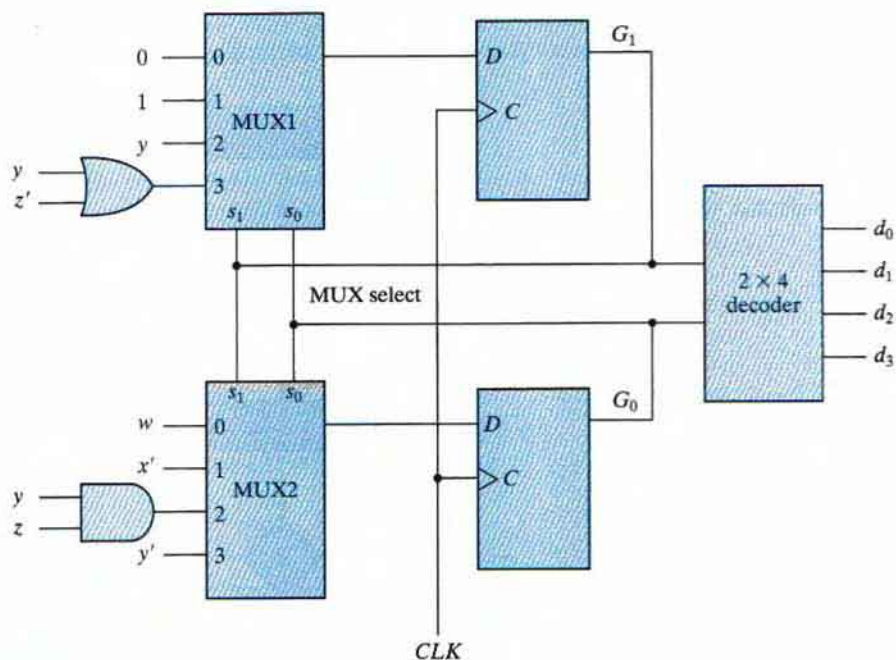 0
1
y
y
z'
0
1
2
3
MUX1
s₁ s₀
D
C
G₁
MUX select
2 × 4
decoder
d₀
d₁
d₂
d₃
s₁ s₀
w
x'
y
z
y'
0
1
2
3
MUX2
D
C
G₀
CLK